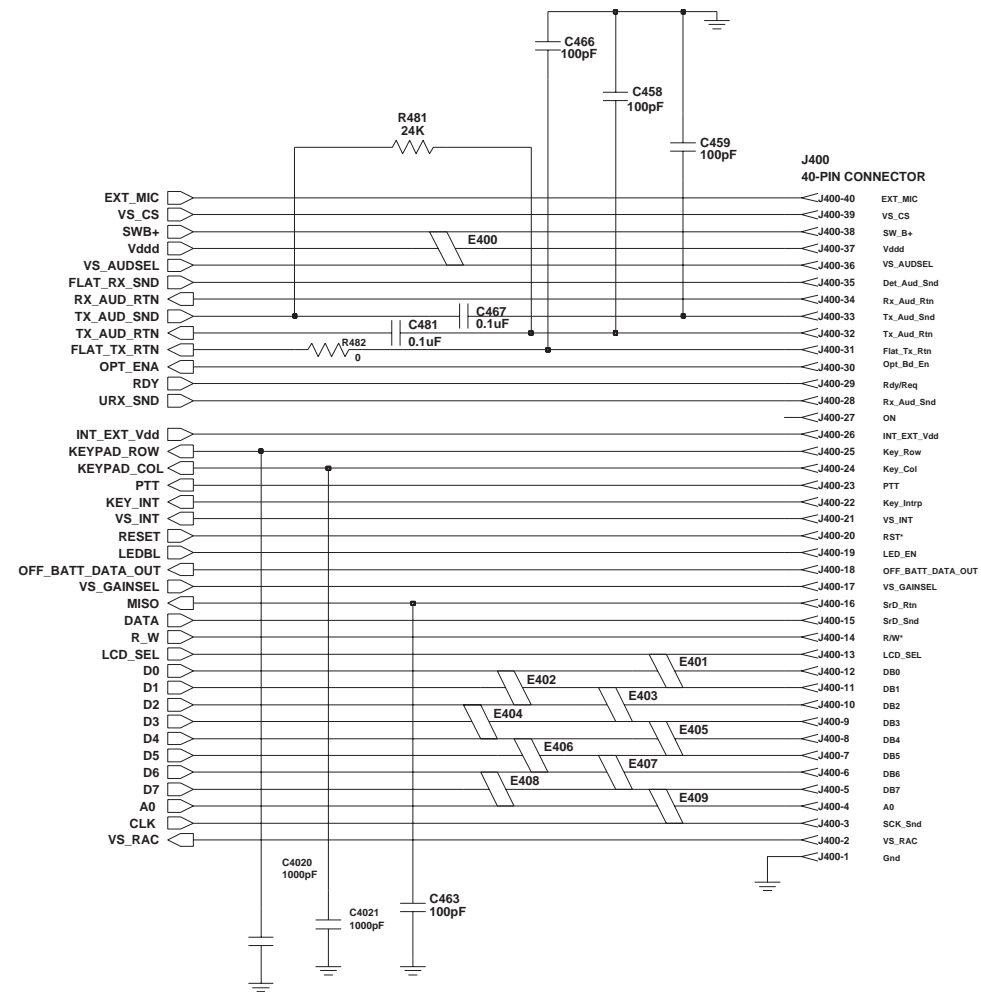 C466
100pF
C458
100pF
R481
24K
C459
100pF
J400
40-PIN CONNECTOR
EXT_MIC J400-40 EXT_MIC
VS_CS J400-39 VS_CS
SWB+ J400-38 SW_B+
E400
Vddd J400-37 Vddd
VS_AUDSEL J400-36 VS_AUDSEL
FLAT_RX_SND J400-35 Det_Aud_Snd
RX_AUD_RTN J400-34 Rx_Aud_Rtn
C467
0.1uF
TX_AUD_SND J400-33 Tx_Aud_Snd
C481
0.1uF
TX_AUD_RTN J400-32 Tx_Aud_Rtn
R482
0
FLAT_TX_RTN J400-31 Flat_Tx_Rtn
OPT_ENA J400-30 Opt_Bd_En
RDY J400-29 Rdy/Req
URX_SND J400-28 Rx_Aud_Snd
J400-27 ON
INT_EXT_Vdd J400-26 INT_EXT_Vdd
KEYPAD_ROW J400-25 Key_Row
KEYPAD_COL J400-24 Key_Col
PTT J400-23 PTT
KEY_INT J400-22 Key_Intrp
VS_INT J400-21 VS_INT
RESET J400-20 RST*
LEDBL J400-19 LED_EN
OFF_BATT_DATA_OUT J400-18 OFF_BATT_DATA_OUT
VS_GAINSEL J400-17 VS_GAINSEL
MISO J400-16 SrD_Rtn
DATA J400-15 SrD_Snd
R_W J400-14 R/W*
LCD_SEL J400-13 LCD_SEL
E401
D0 J400-12 DB0
E402
D1 J400-11 DB1
E403
D2 J400-10 DB2
E404
D3 J400-9 DB3
E405
D4 J400-8 DB4
E406
D5 J400-7 DB5
E407
D6 J400-6 DB6
E408
D7 J400-5 DB7
E409
A0 J400-4 A0
CLK J400-3 SCK_Snd
VS_RAC J400-2 VS_RAC
J400-1 Gnd
C4020
1000pF
C463
100pF
C4021
1000pF